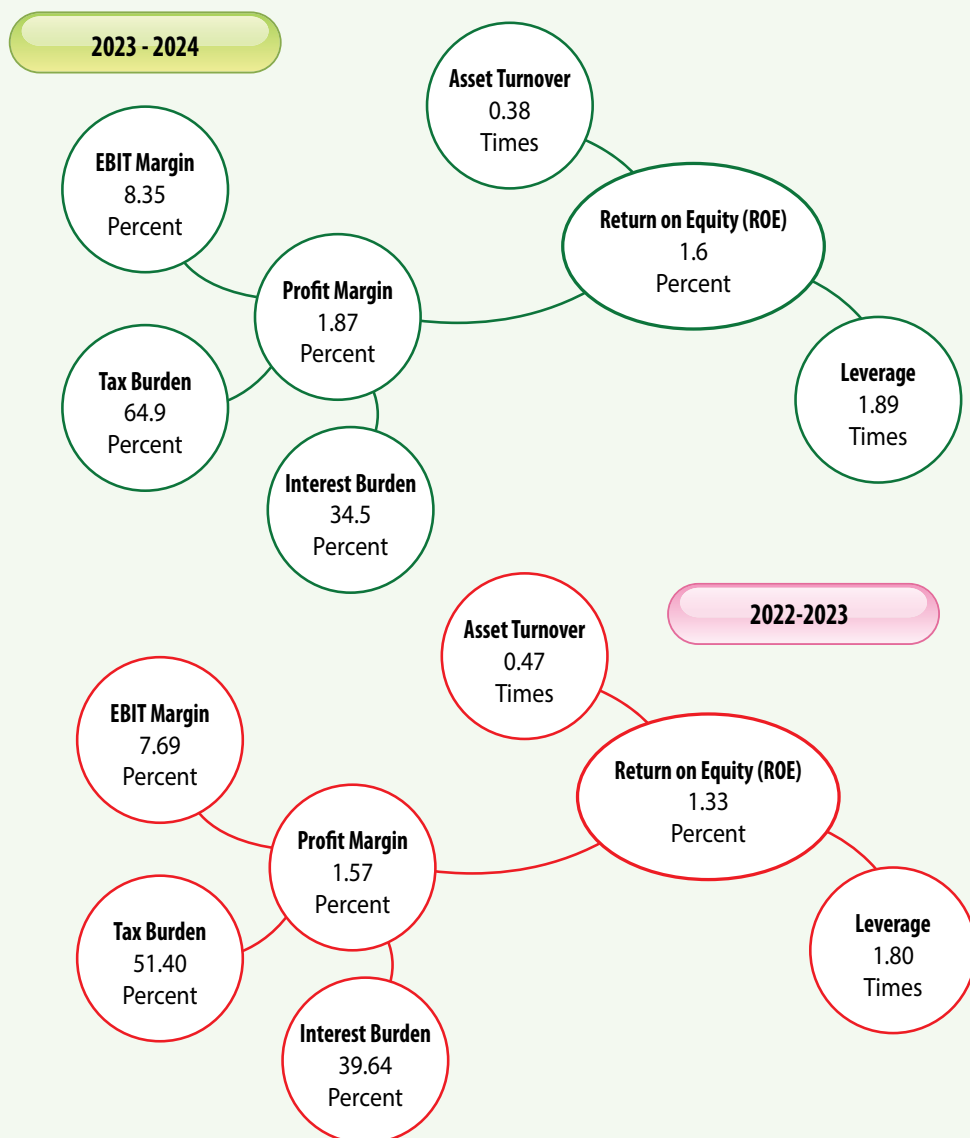 2023 - 2024
Asset Turnover
0.38
Times
EBIT Margin
8.35
Percent
Return on Equity (ROE)
1.6
Percent
Profit Margin
1.87
Percent
Tax Burden
64.9
Percent
Leverage
1.89
Times
Interest Burden
34.5
Percent
2022-2023
Asset Turnover
0.47
Times
EBIT Margin
7.69
Percent
Return on Equity (ROE)
1.33
Percent
Profit Margin
1.57
Percent
Tax Burden
51.40
Percent
Leverage
1.80
Times
Interest Burden
39.64
Percent